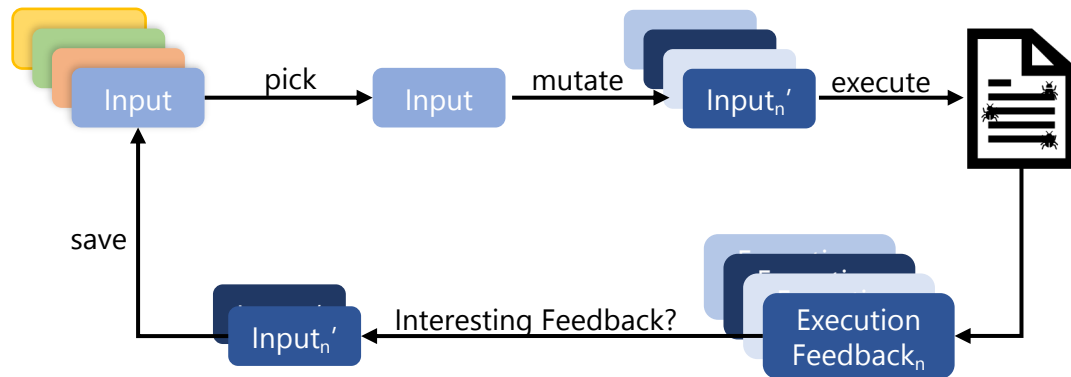 Input
pick
Input
mutate
Inputₙ′
execute
save
Inputₙ′
Interesting Feedback?
Execution
Feedbackₙ